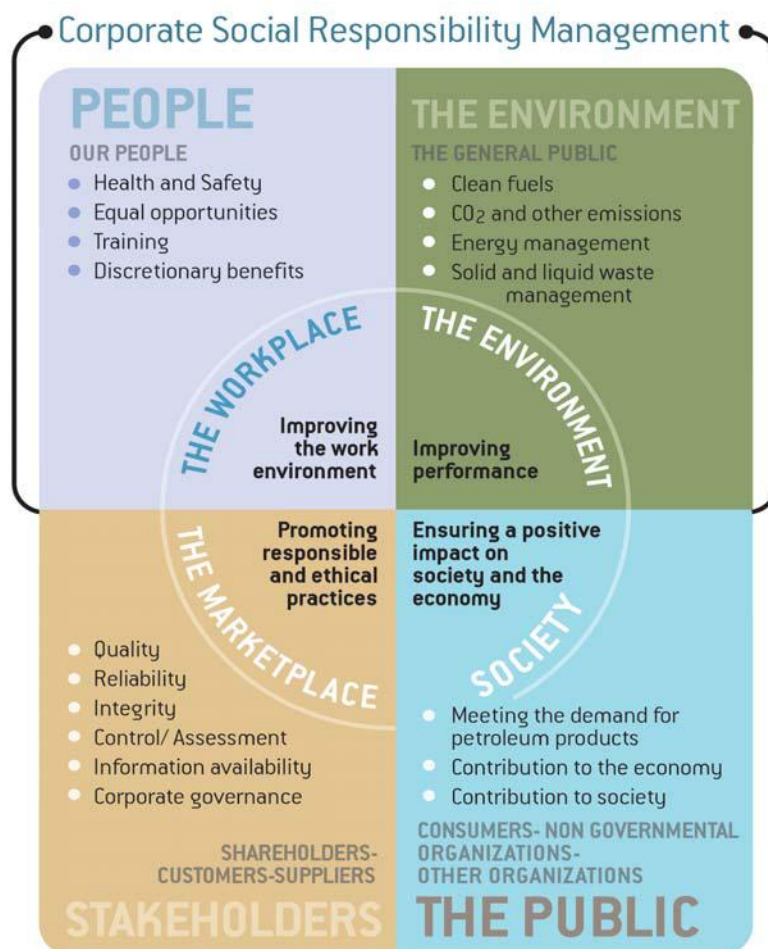 Corporate Social Responsibility Management
PEOPLE
OUR PEOPLE
Health and Safety
Equal opportunities
Training
Discretionary benefits
THE WORKPLACE
Improving
the work
environment
THE ENVIRONMENT
THE GENERAL PUBLIC
Clean fuels
CO2 and other emissions
Energy management
Solid and liquid waste
management
THE ENVIRONMENT
Improving
performance
Promoting
responsible
and ethical
practices
THE MARKETPLACE
Quality
Reliability
Integrity
Control/ Assessment
Information availability
Corporate governance
SHAREHOLDERS-
CUSTOMERS-SUPPLIERS
STAKEHOLDERS
Ensuring a positive
impact on
society and the
economy
SOCIETY
Meeting the demand for
petroleum products
Contribution to the economy
Contribution to society
CONSUMERS- NON GOVERNMENTAL
ORGANIZATIONS-
OTHER ORGANIZATIONS
THE PUBLIC